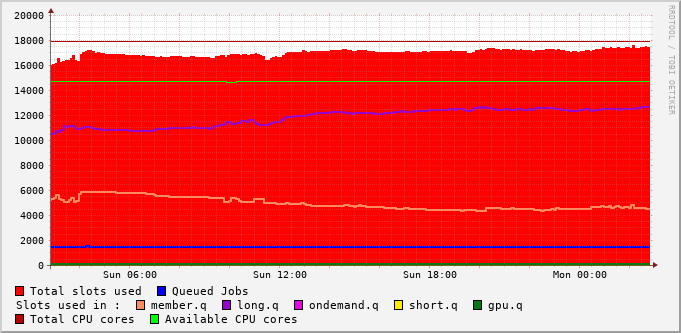 20000
18000
16000
14000
12000
10000
8000
6000
4000
2000
0
Sun 06:00 Sun 12:00 Sun 18:00 Mon 00:00
Total slots used Queued Jobs
Slots used in : member.q long.q ondemand.q short.q gpu.q
Total CPU cores Available CPU cores
RRDTOOL / TOBI OETIKER